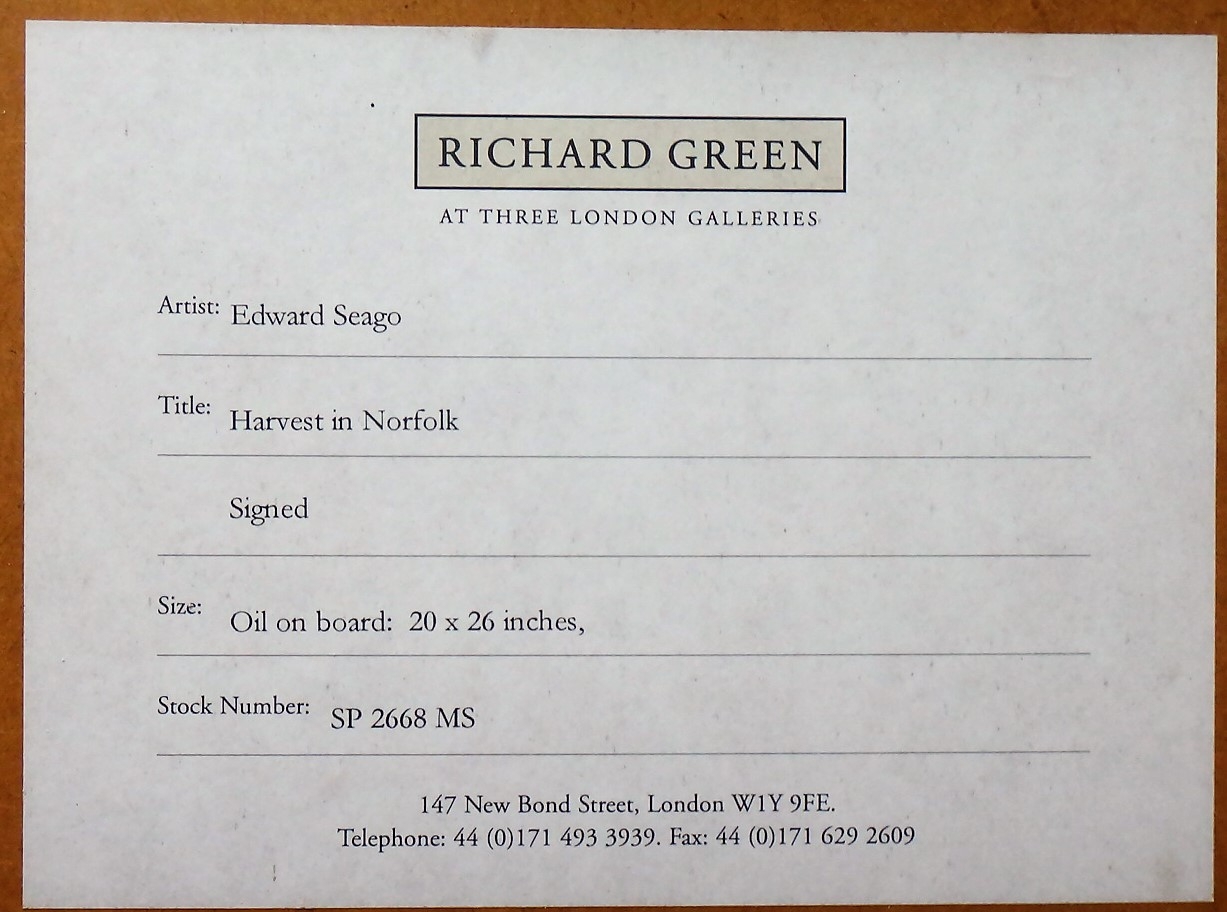 RICHARD GREEN
AT THREE LONDON GALLERIES
Artist: Edward Seago
Title: Harvest in Norfolk
Signed
Size: Oil on board: 20 x 26 inches,
Stock Number: SP 2668 MS
147 New Bond Street, London W1Y 9FE.
Telephone: 44 (0)171 493 3939. Fax: 44 (0)171 629 2609